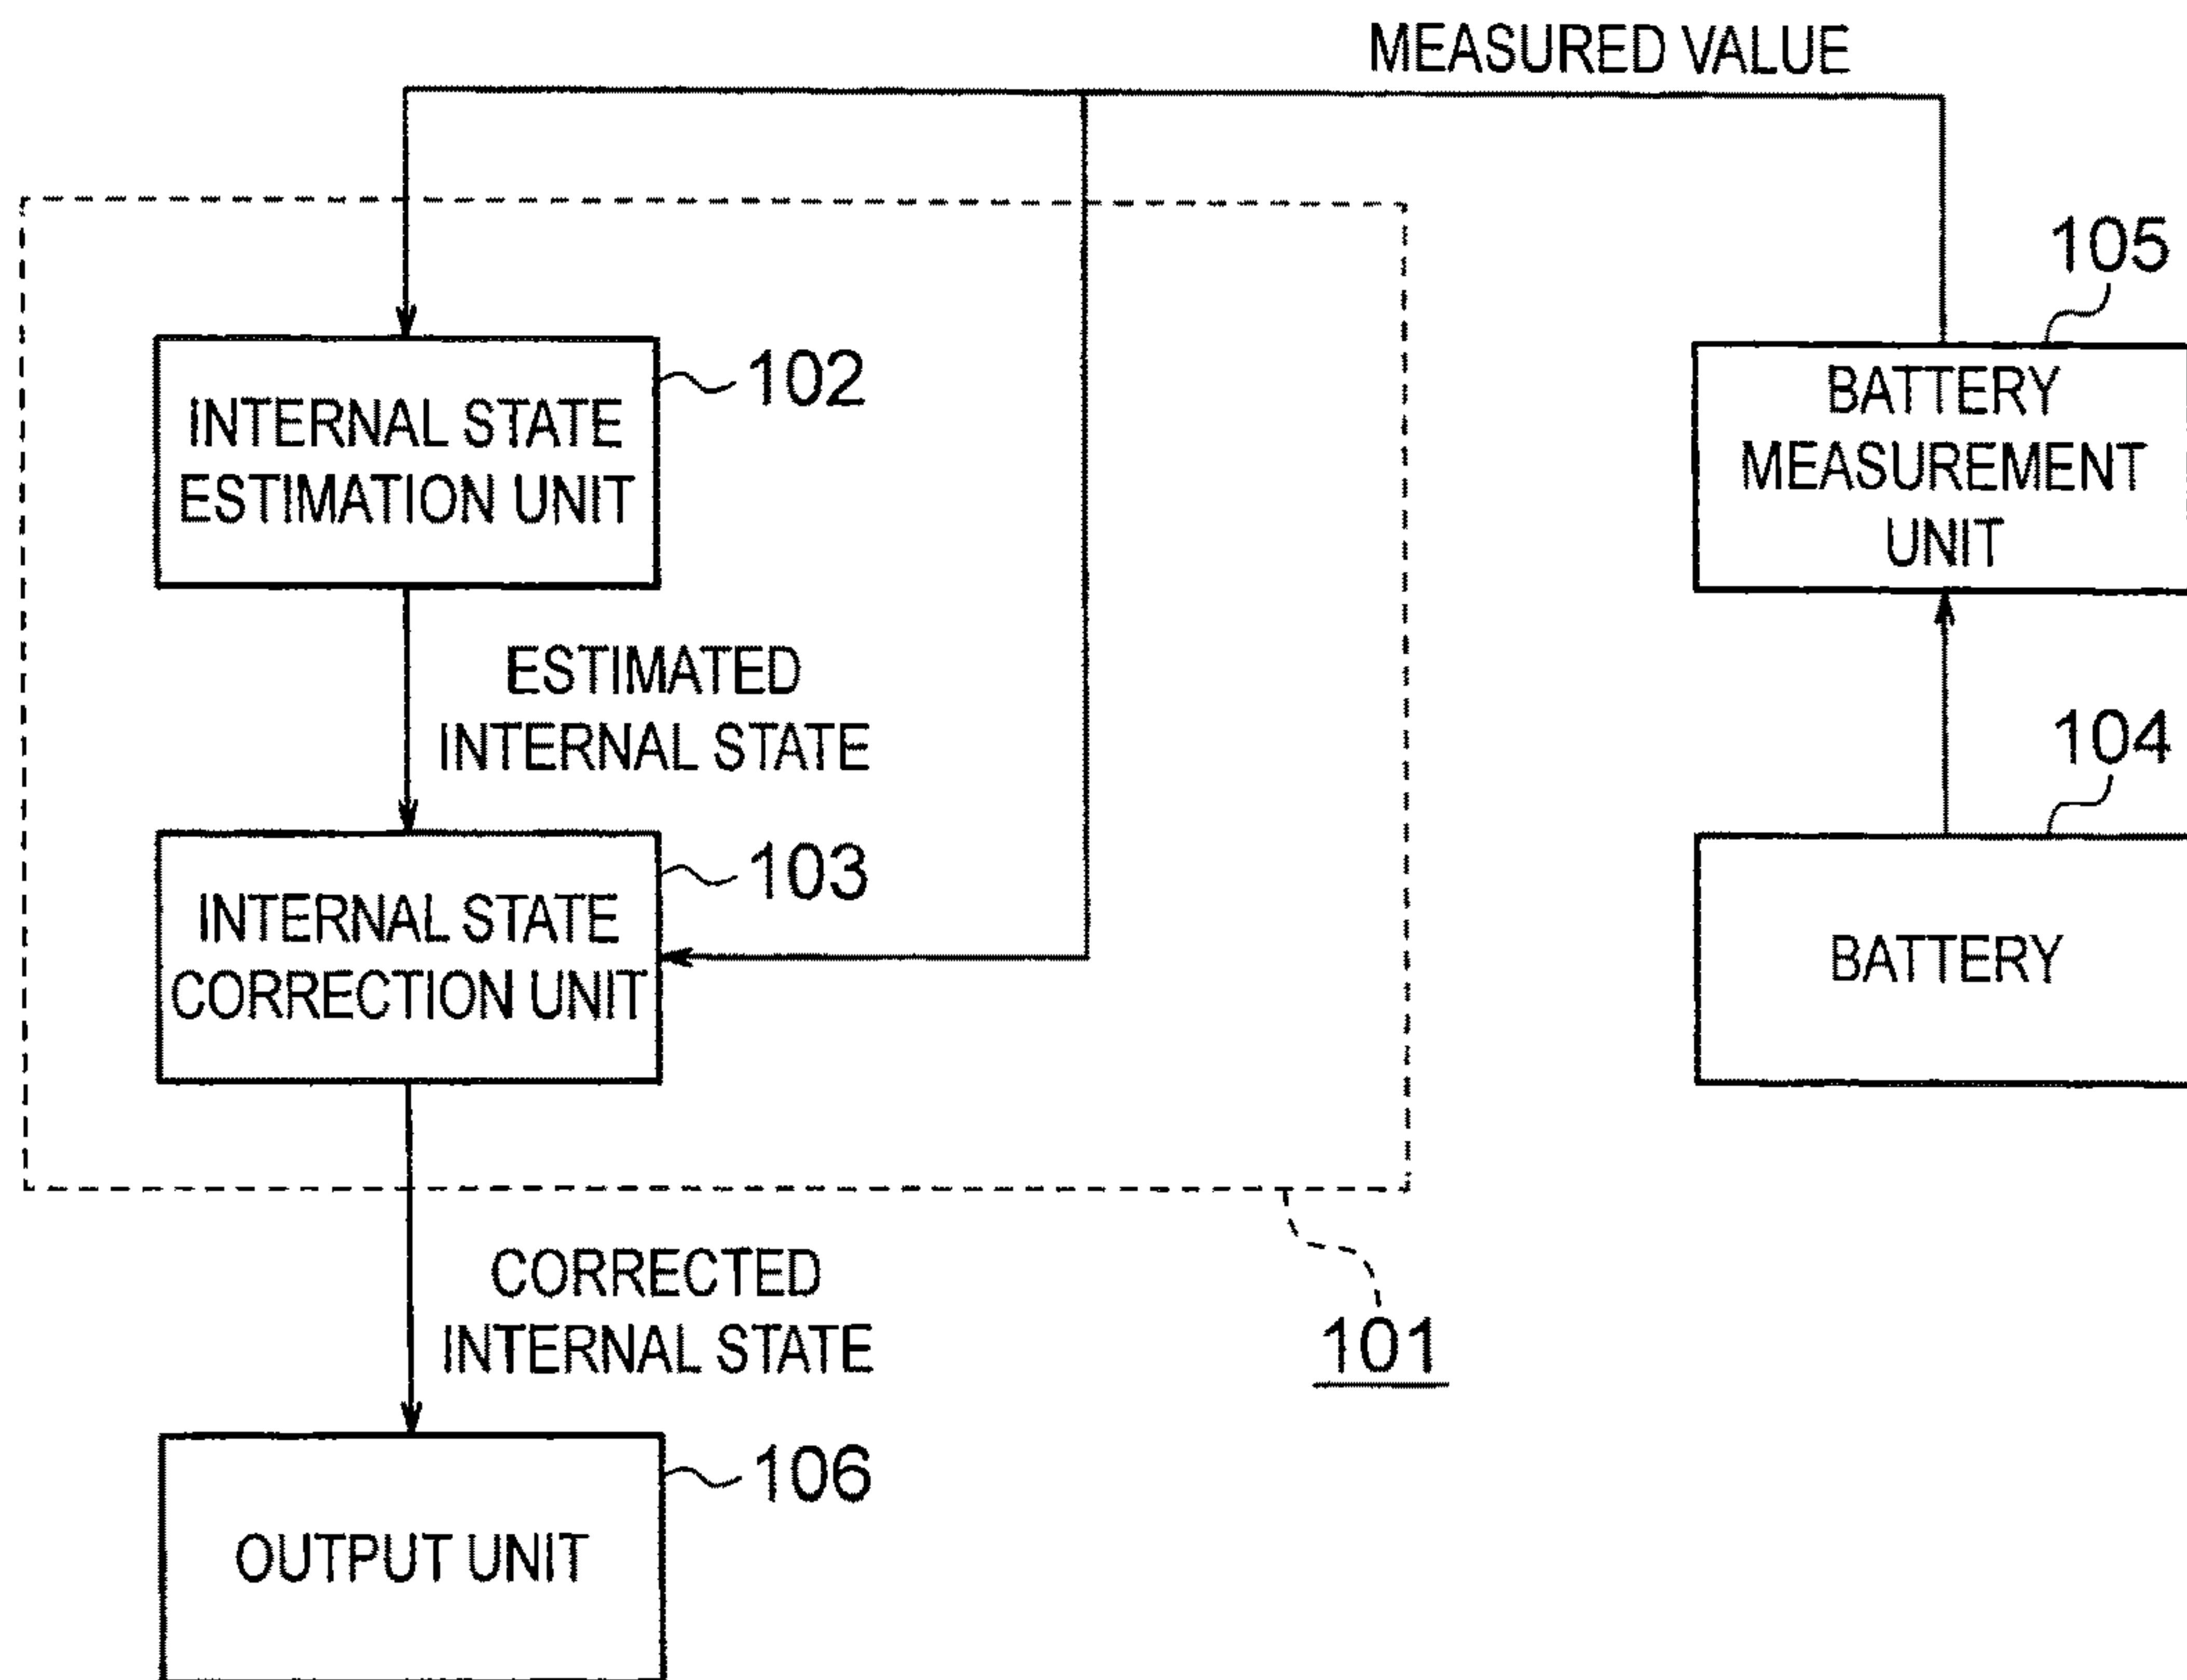 MEASURED VALUE
105
BATTERY
MEASUREMENT
UNIT
102
INTERNAL STATE
ESTIMATION UNIT
ESTIMATED
INTERNAL STATE
104
BATTERY
103
INTERNAL STATE
CORRECTION UNIT
CORRECTED
INTERNAL STATE
101
106
OUTPUT UNIT